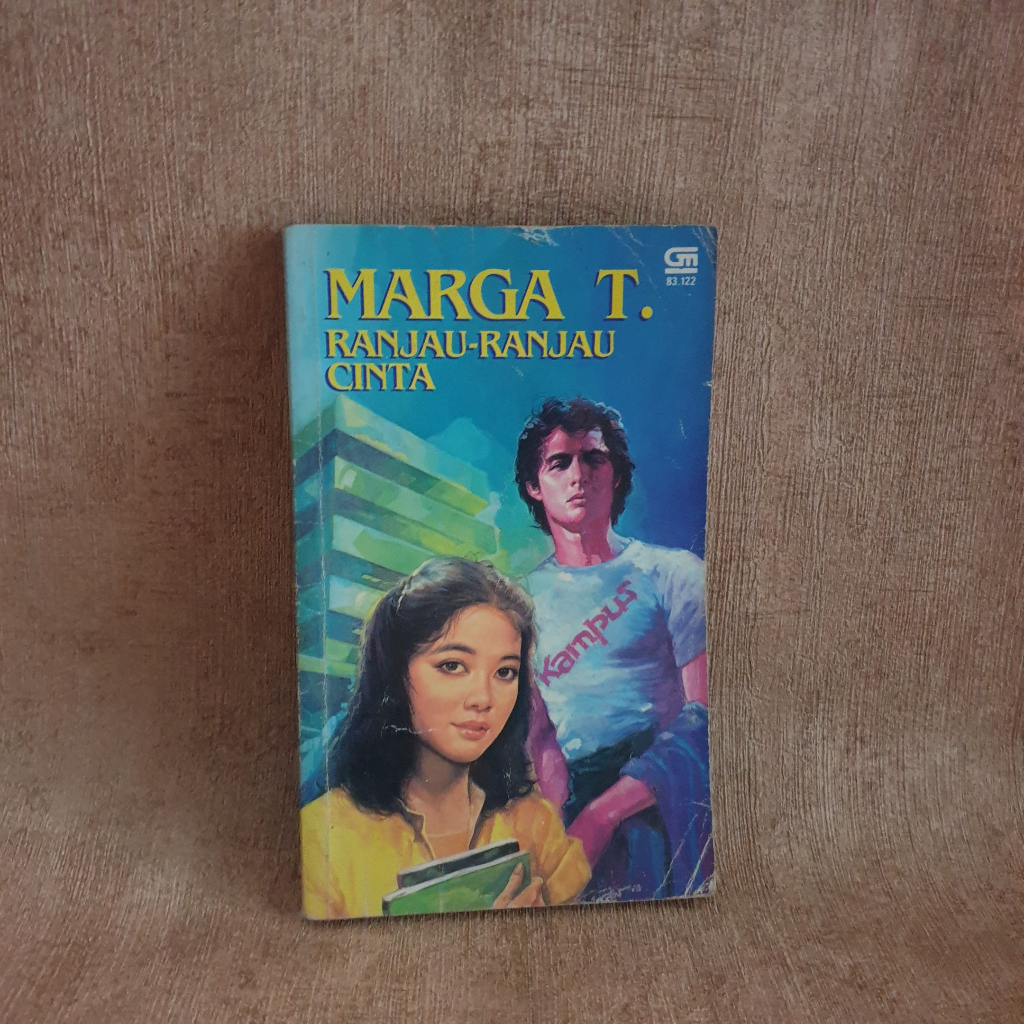 MARGA T.
GM
83.122
RANJAU-RANJAU
CINTA
Kampus